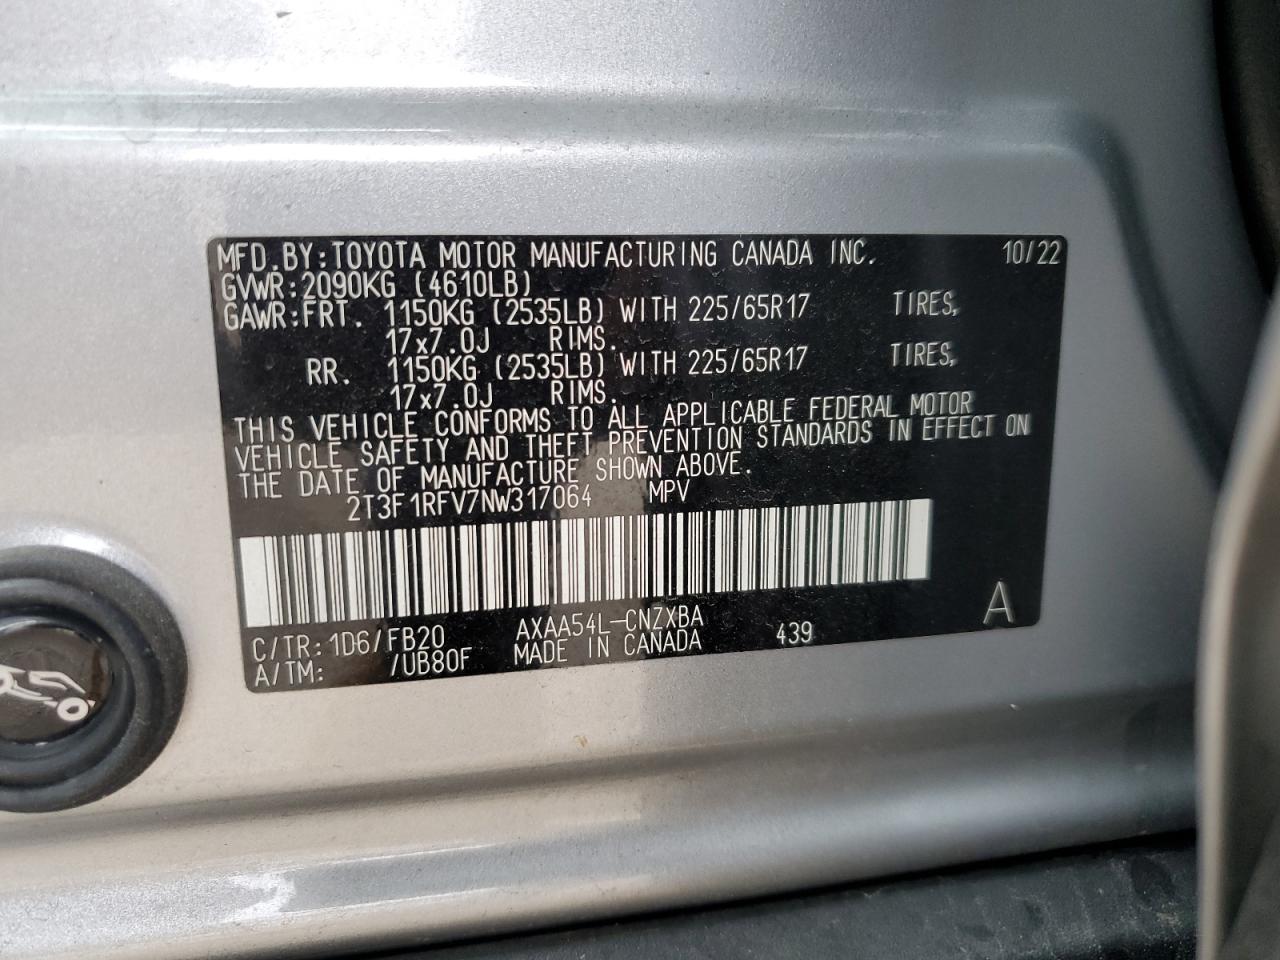 MFD.BY:TOYOTA MOTOR MANUFACTURING CANADA INC. 10/22
GVWR:2090KG (4610LB)
GAWR:FRT. 1150KG (2535LB) WITH 225/65R17 TIRES,
17x7.0J RIMS.
RR. 1150KG (2535LB) WITH 225/65R17 TIRES,
17x7.0J RIMS.
THIS VEHICLE CONFORMS TO ALL APPLICABLE FEDERAL MOTOR
VEHICLE SAFETY AND THEFT PREVENTION STANDARDS IN EFFECT ON
THE DATE OF MANUFACTURE SHOWN ABOVE.
2T3F1RFV7NW317064 MPV
C/TR:1D6/FB20 AXAA54L-CNZXBA A
A/TM: /UB80F MADE IN CANADA 439